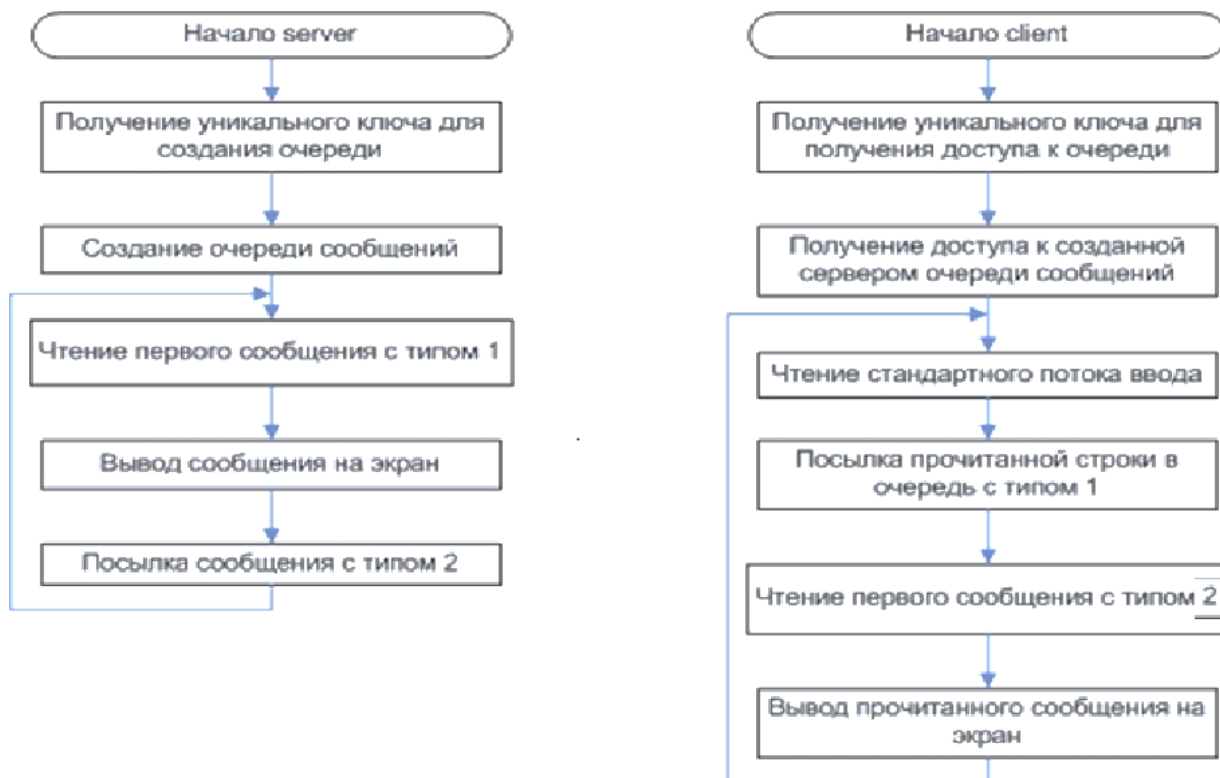 Начало server
Получение уникального ключа для
создания очереди
Создание очереди сообщений
Чтение первого сообщения с типом 1
Вывод сообщения на экран
Посылка сообщения с типом 2
Начало client
Получение уникального ключа для
получения доступа к очереди
Получение доступа к созданной
сервером очереди сообщений
Чтение стандартного потока ввода
Посылка прочитанной строки в
очередь с типом 1
Чтение первого сообщения с типом 2
Вывод прочитанного сообщения на
экран